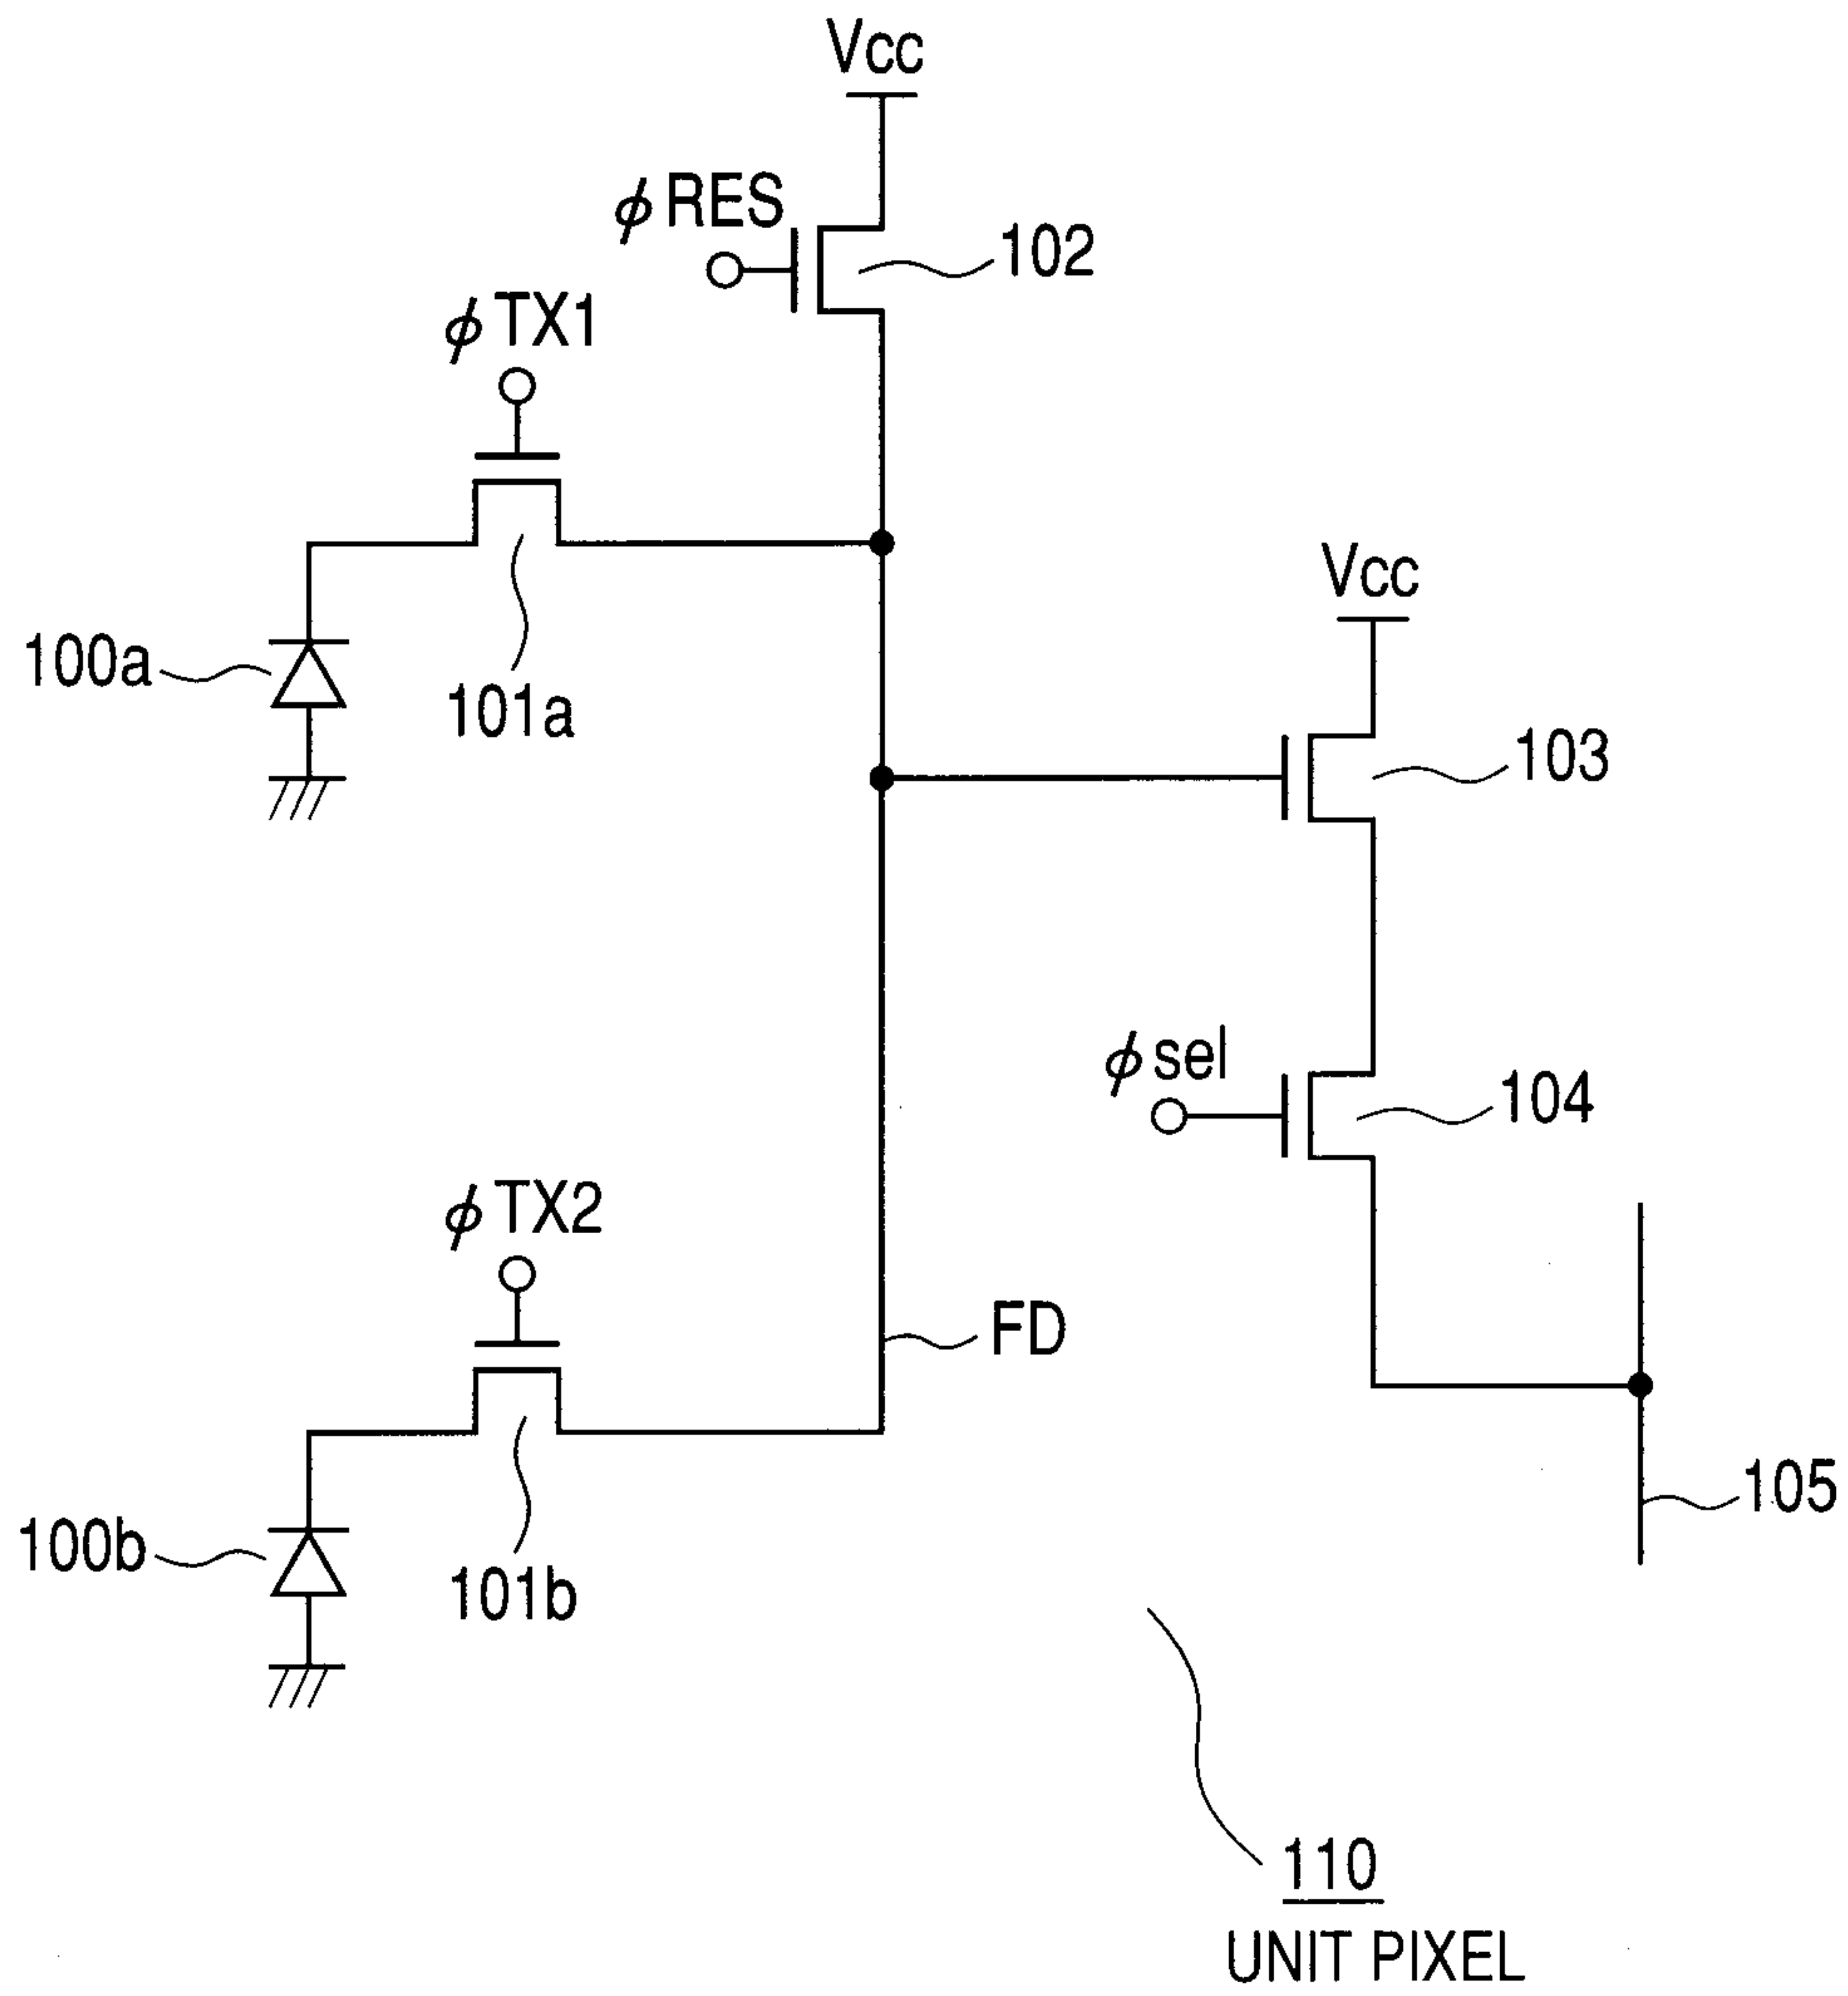 Vcc
ϕRES
102
ϕTX1
Vcc
100a
101a
103
ϕsel
104
ϕTX2
FD
105
100b
101b
110
UNIT PIXEL